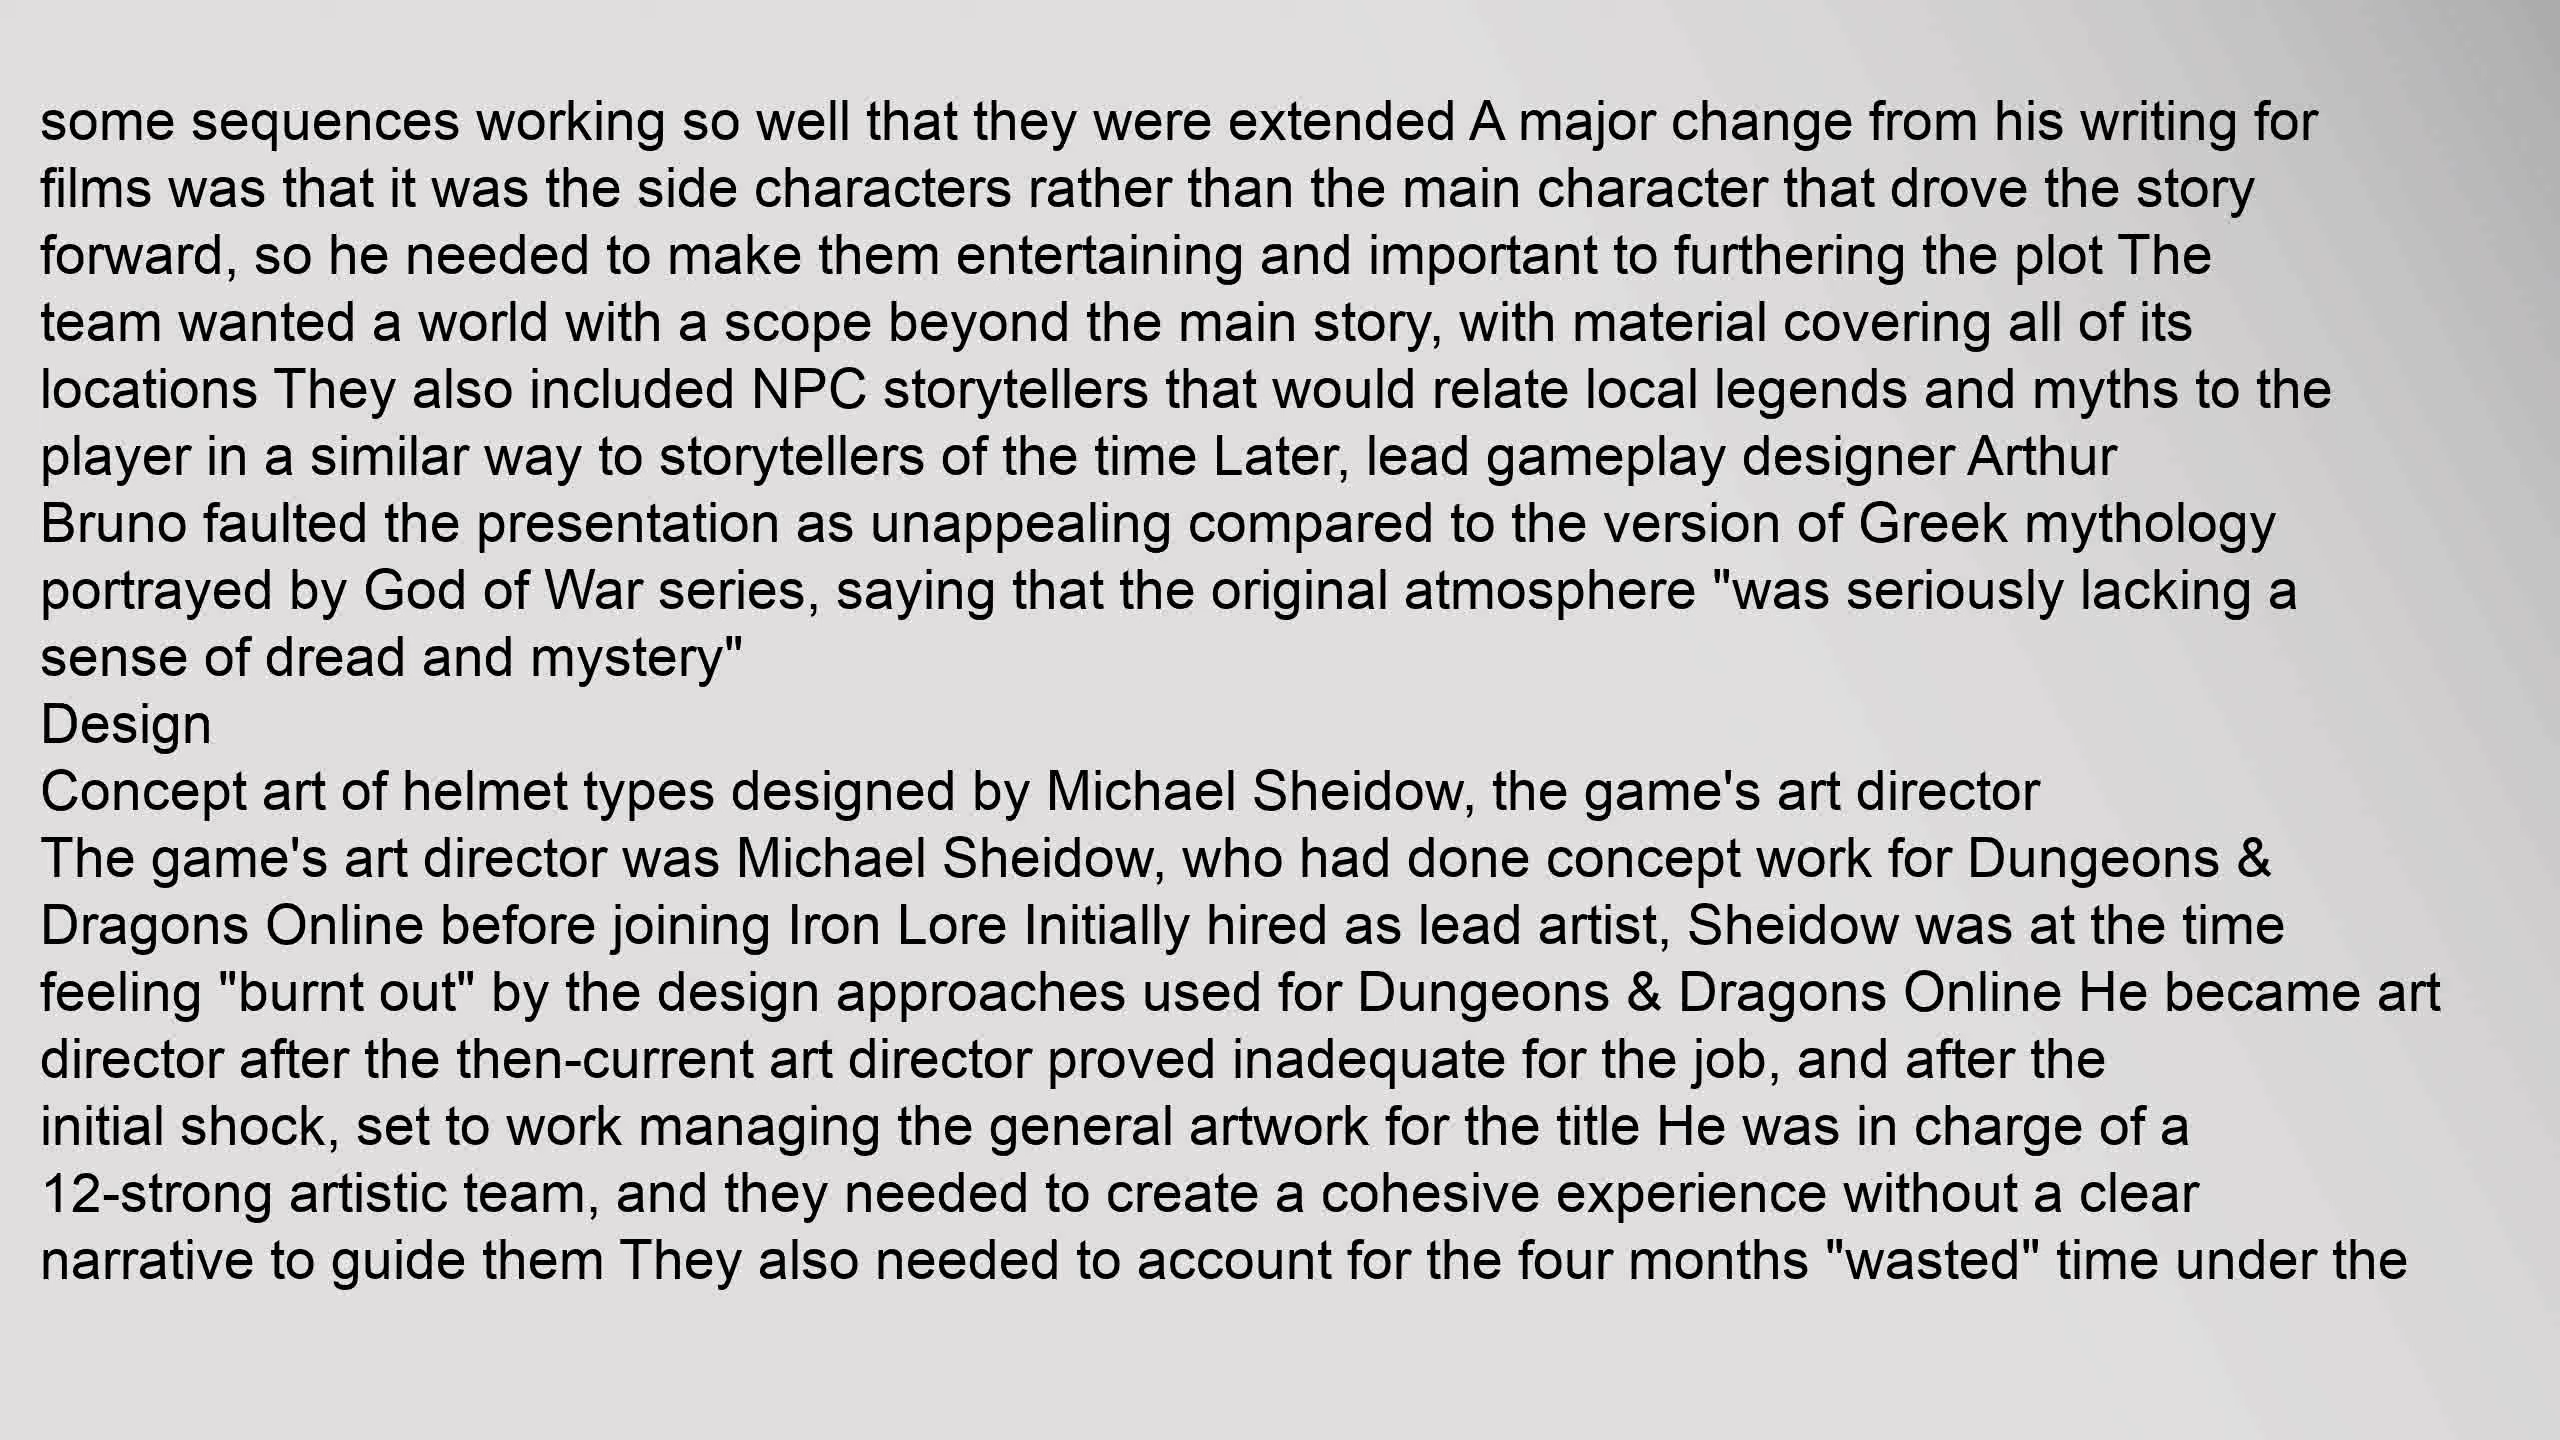 some sequences working so well that they were extended A major change from his writing for
films was that it was the side characters rather than the main character that drove the story
forward, so he needed to make them entertaining and important to furthering the plot The
team wanted a world with a scope beyond the main story, with material covering all of its
locations They also included NPC storytellers that would relate local legends and myths to the
player in a similar way to storytellers of the time Later, lead gameplay designer Arthur
Bruno faulted the presentation as unappealing compared to the version of Greek mythology
portrayed by God of War series, saying that the original atmosphere "was seriously lacking a
sense of dread and mystery"
Design
Concept art of helmet types designed by Michael Sheidow, the game's art director
The game's art director was Michael Sheidow, who had done concept work for Dungeons &
Dragons Online before joining Iron Lore Initially hired as lead artist, Sheidow was at the time
feeling "burnt out" by the design approaches used for Dungeons & Dragons Online He became art
director after the then-current art director proved inadequate for the job, and after the
initial shock, set to work managing the general artwork for the title He was in charge of a
12-strong artistic team, and they needed to create a cohesive experience without a clear
narrative to guide them They also needed to account for the four months "wasted" time under the